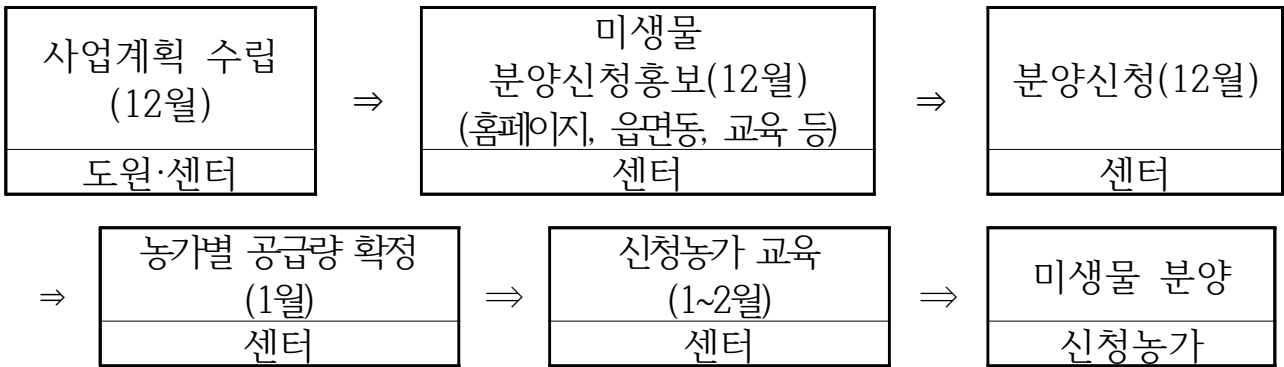 사업계획 수립
(12월)
도원·센터
⇒
미생물
분양신청홍보(12월)
(홈페이지, 읍면동, 교육 등)
센터
⇒
분양신청(12월)
센터
⇒
농가별 공급량 확정
(1월)
센터
⇒
신청농가 교육
(1~2월)
센터
⇒
미생물 분양
신청농가